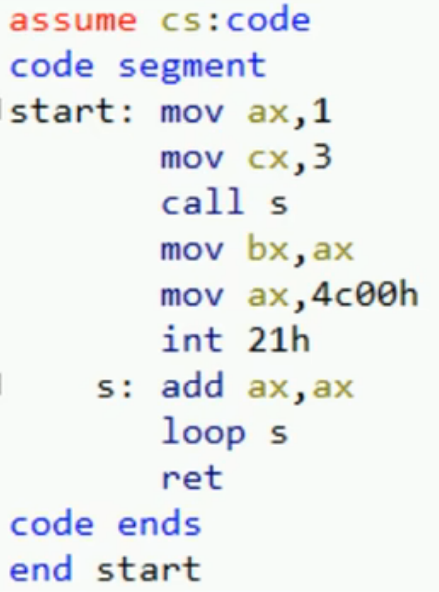 assume cs:code
code segment
start: mov ax,1
mov cx,3
call s
mov bx,ax
mov ax,4c00h
int 21h
s: add ax,ax
loop s
ret
code ends
end start